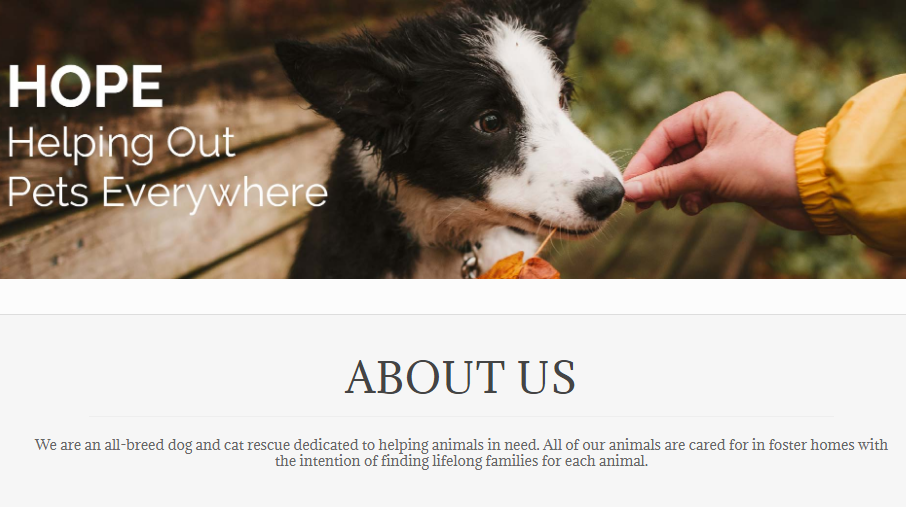 HOPE
Helping Out
Pets Everywhere
ABOUT US
We are an all-breed dog and cat rescue dedicated to helping animals in need. All of our animals are cared for in foster homes with
the intention of finding lifelong families for each animal.